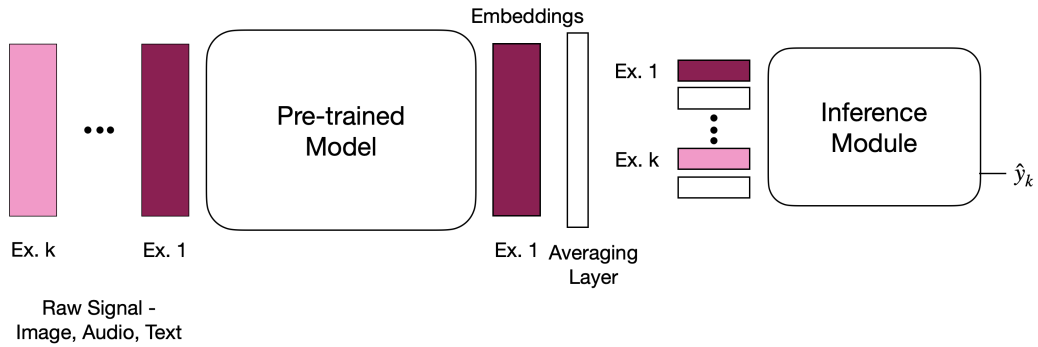 Embeddings
Pre-trained
Model
Ex. 1
Ex. k
Inference
Module
ŷₖ
Ex. k
Ex. 1
Ex. 1
Averaging
Layer
Raw Signal -
Image, Audio, Text